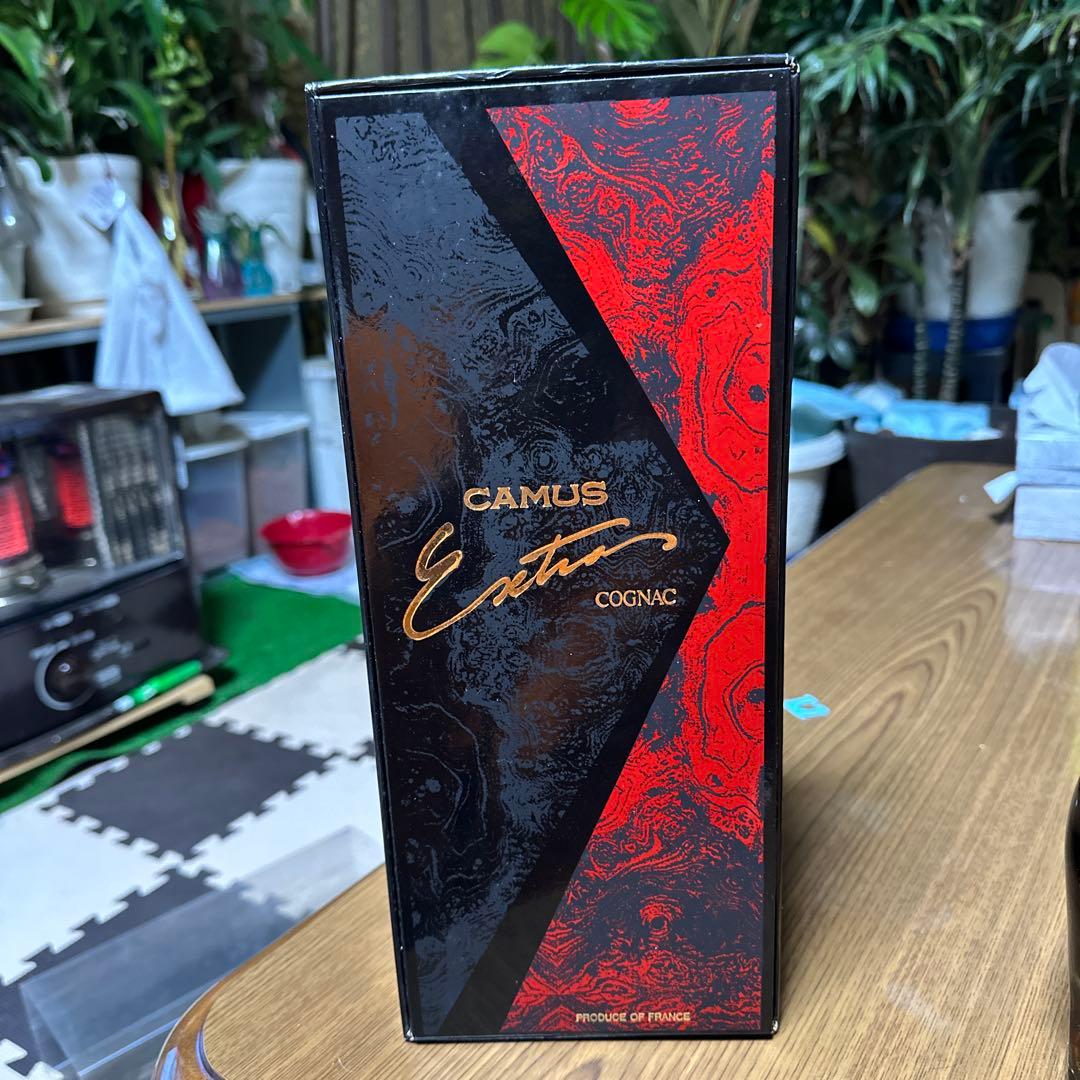 CAMUS
Extra
COGNAC
PRODUCE OF FRANCE